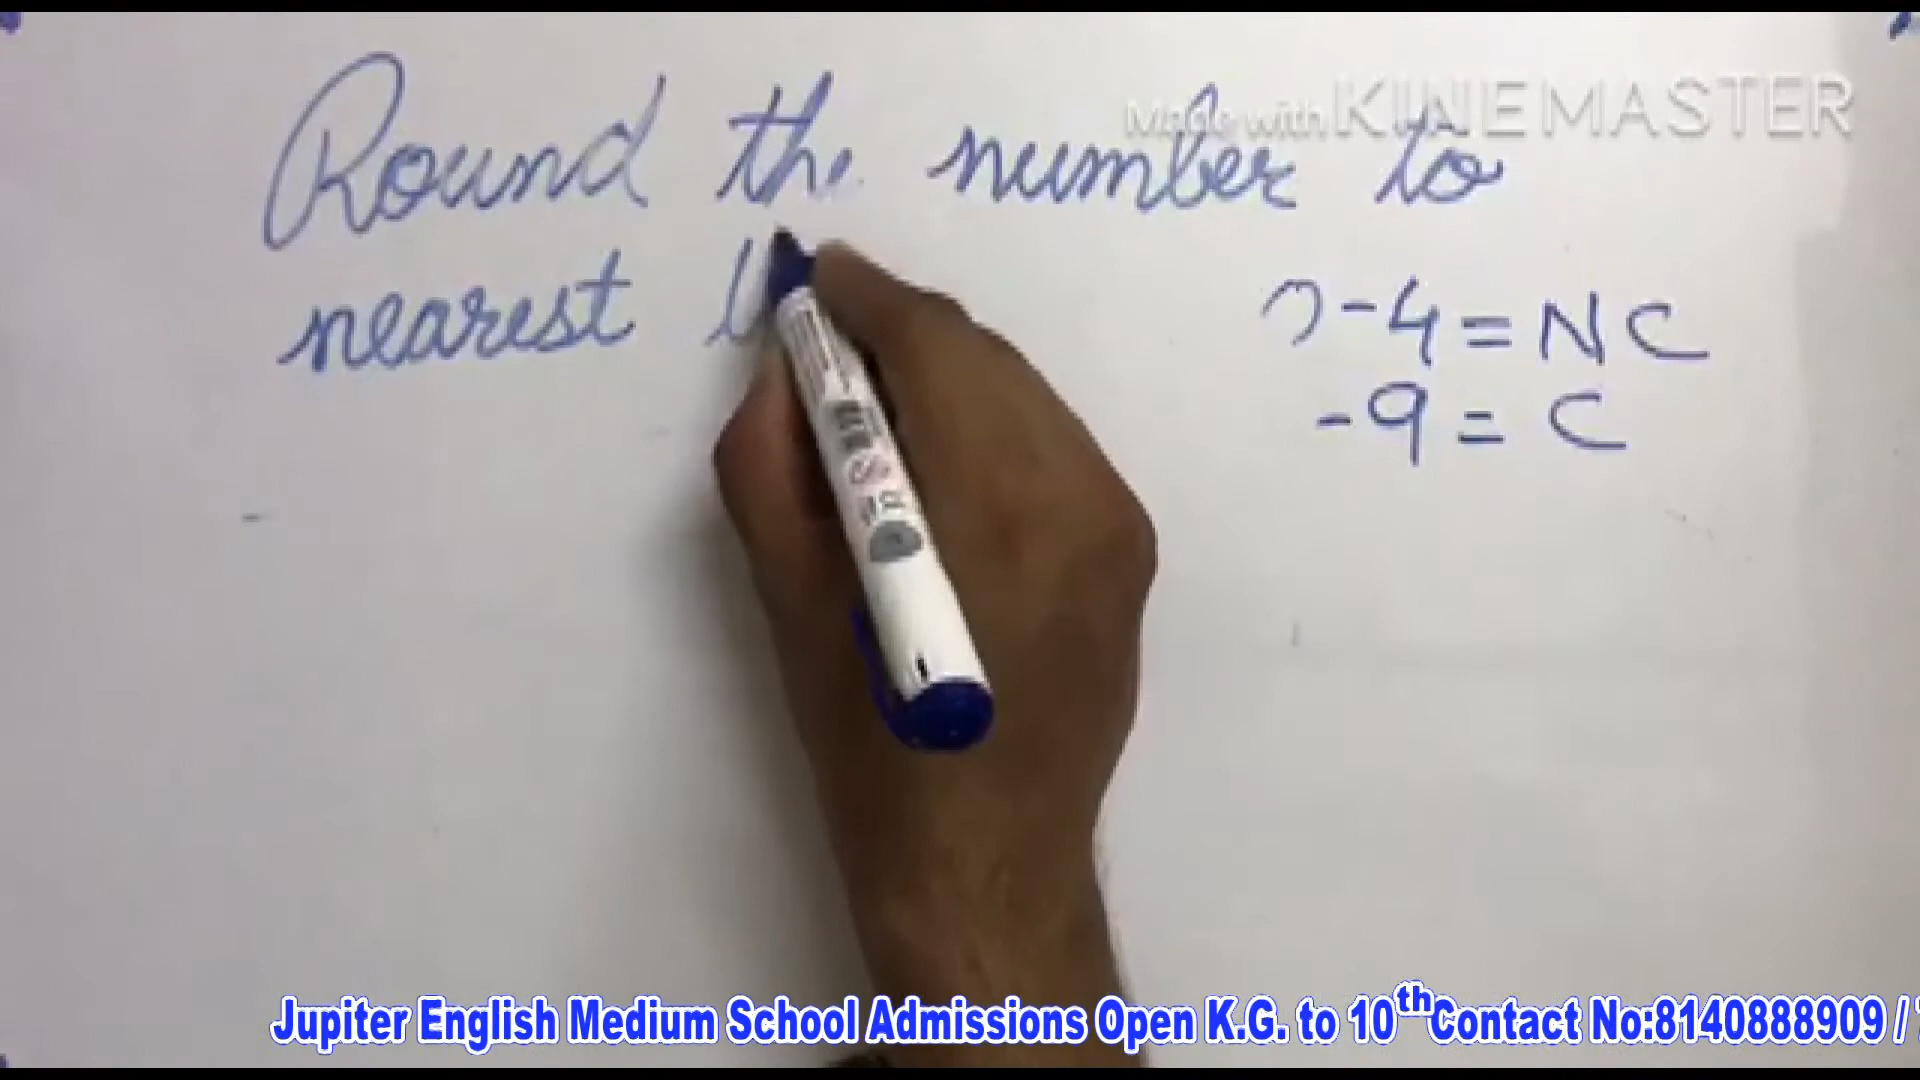 Made with KINEMASTER
Round the number to
nearest
-4 = NC
-9 = C
Jupiter English Medium School Admissions Open K.G. to 10th Contact No:8140888909 /